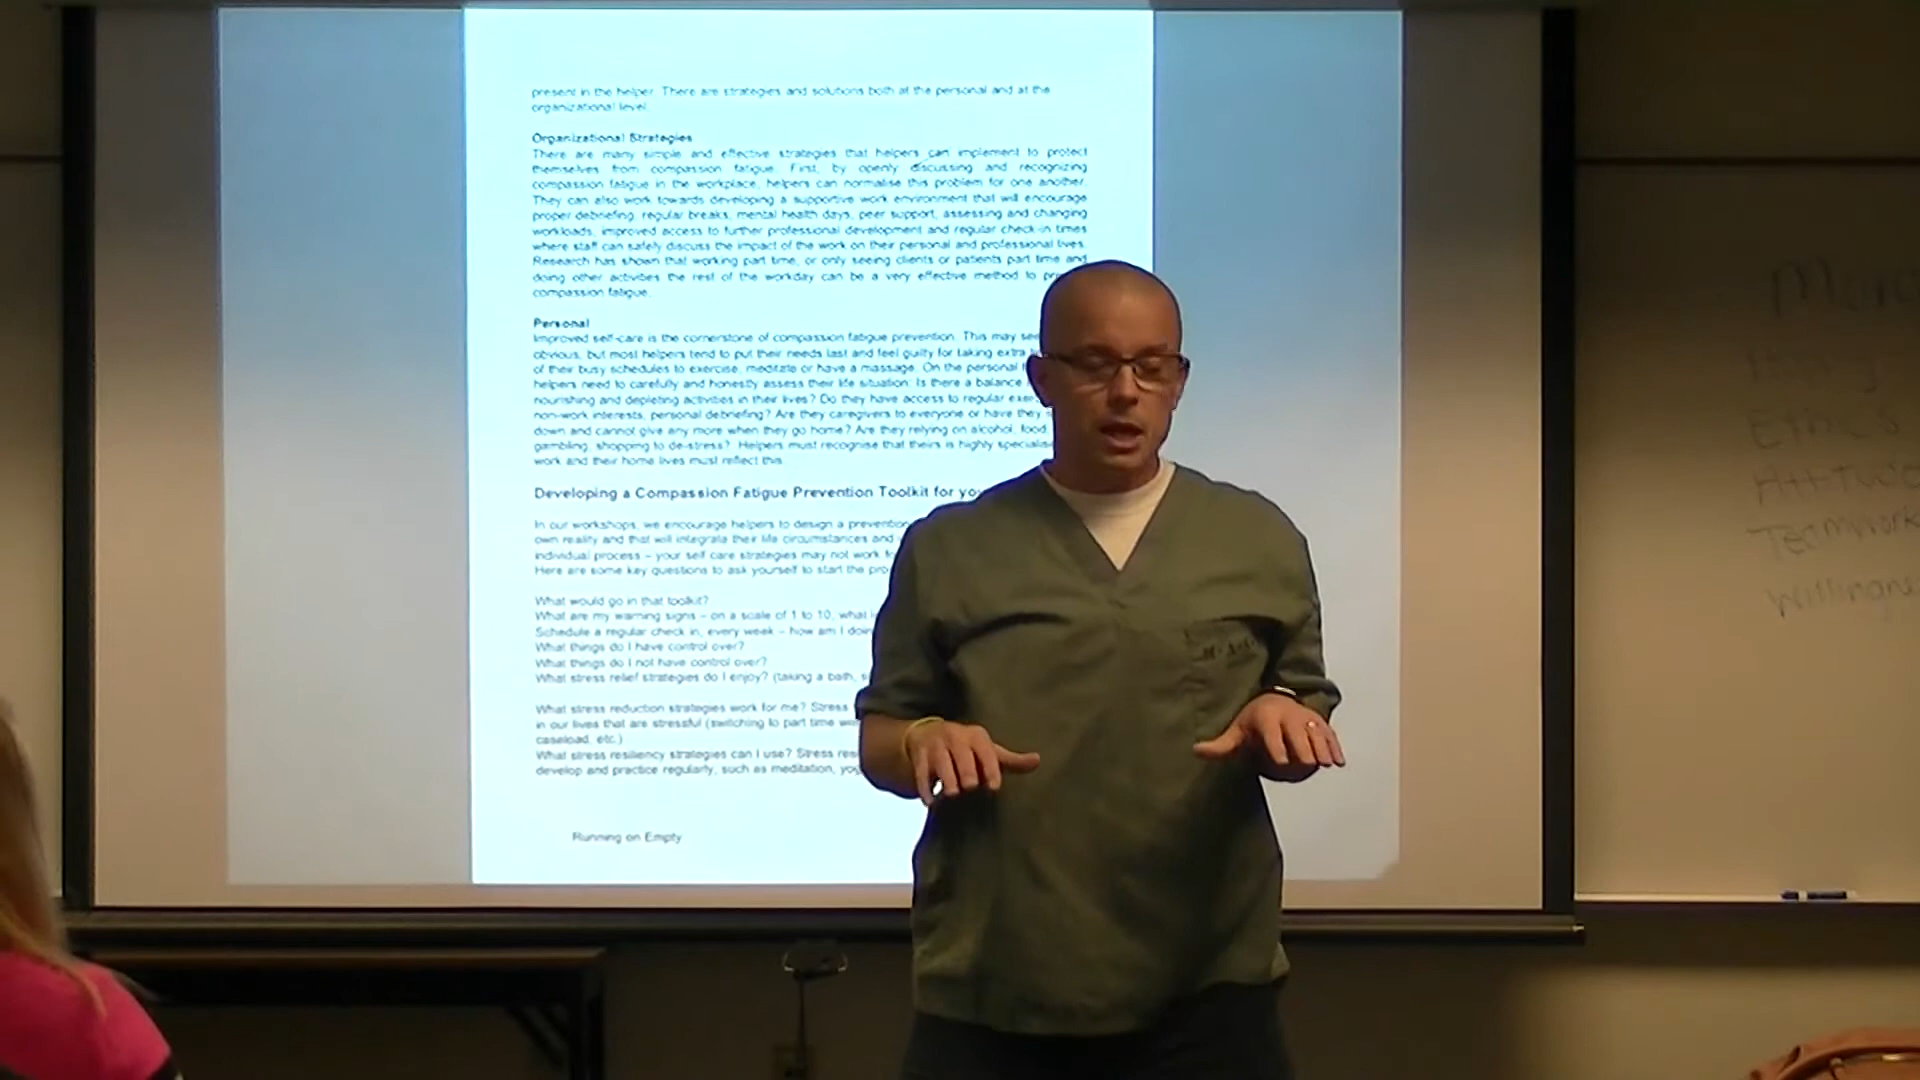 present in the helper. There are strategies and solutions both at the personal and at the
organizational level.
Organizational Strategies
There are many simple and effective strategies that helpers can implement to protect
themselves from compassion fatigue. First, by openly discussing and recognizing
compassion fatigue in the workplace, helpers can normalise this problem for one another.
They can also work towards developing a supportive work environment that will encourage
proper debriefing, regular breaks, mental health days, peer support, assessing and changing
workloads, improved access to further professional development and regular check-in times
where staff can safely discuss the impact of the work on their personal and professional lives.
Research has shown that working part time, or only seeing clients or patients part time and
doing other activities the rest of the workday can be a very effective method to
compassion fatigue.
Personal
Improved self-care is the cornerstone of compassion fatigue prevention. This may
obvious, but most helpers tend to put their needs last and feel guilty for taking extra
of their busy schedules to exercise, meditate or have a massage. On the personal
helpers need to carefully and honestly assess their life situation: Is there a balance
nourishing and depleting activities in their lives? Do they have access to regular
non-work interests, personal debriefing? Are they caregivers to everyone or have they
down and cannot give any more when they go home? Are they relying on alcohol, food,
gambling, shopping to de-stress? Helpers must recognise that theirs is highly
work and their home lives must reflect this.
Developing a Compassion Fatigue Prevention Toolkit for
In our workshops, we encourage helpers to design a prevention
own reality and that will integrate their life circumstances and
individual process – your self care strategies may not work
Here are some key questions to ask yourself to start the
What would go in that toolkit?
What are my warning signs – on a scale of 1 to 10, what
Schedule a regular check in, every week – how am I
What things do I have control over?
What things do I not have control over?
What stress relief strategies do I enjoy? (taking a bath,
What stress reduction strategies work for me? Stress
in our lives that are stressful (switching to part time
caseload, etc.)
What stress resiliency strategies can I use? Stress
develop and practice regularly, such as meditation,
Running on Empty
Ethics